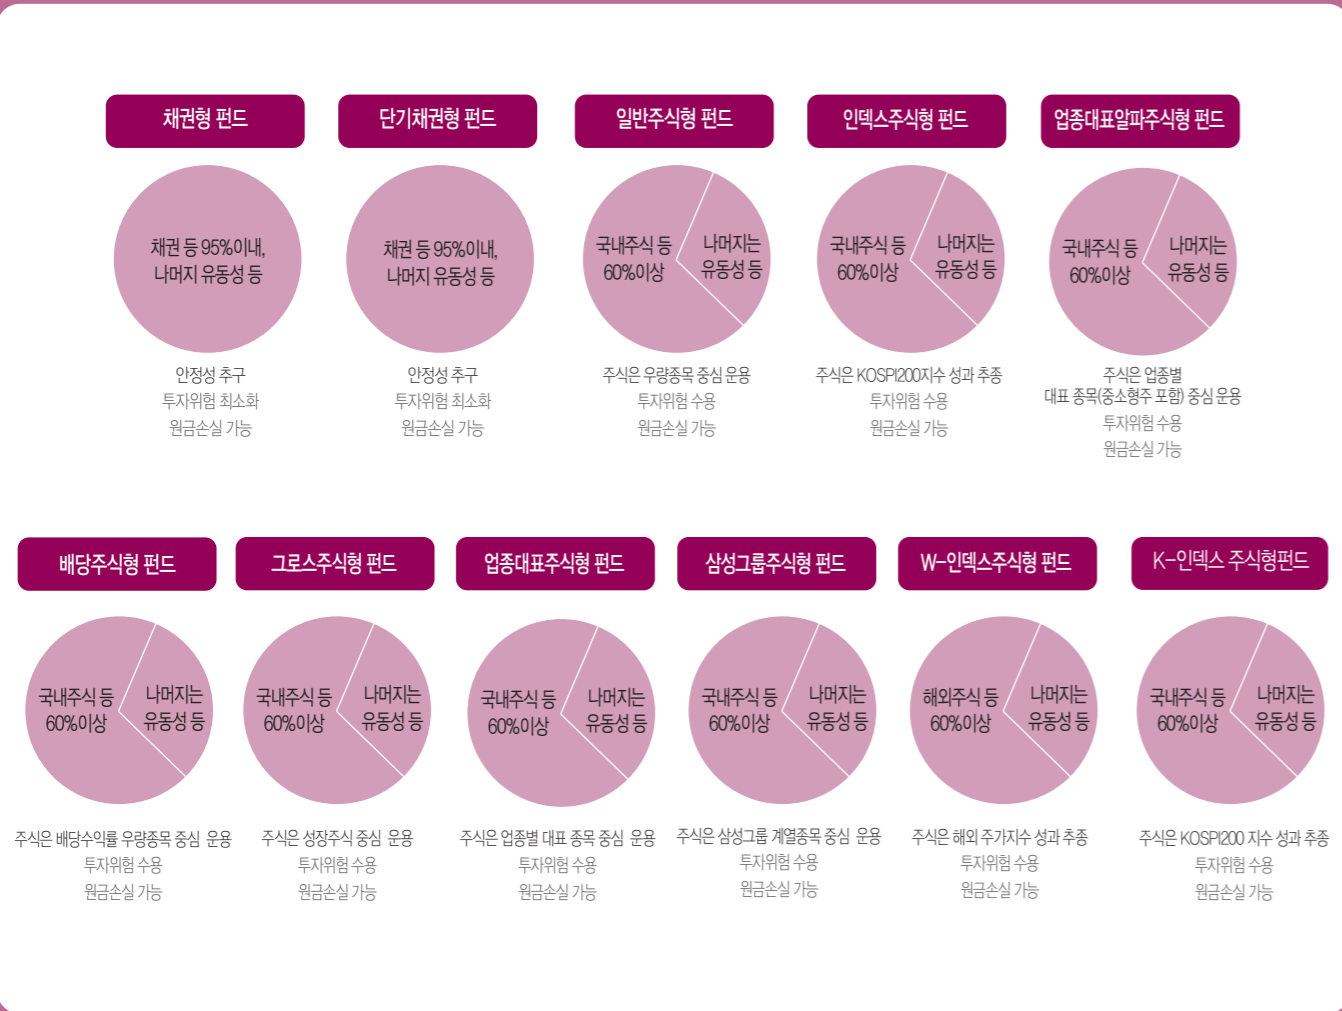 채권형 펀드
채권 등 95%이내,
나머지 유동성 등
안정성 추구
투자위험 최소화
원금손실 가능
단기채권형 펀드
채권 등 95%이내,
나머지 유동성 등
안정성 추구
투자위험 최소화
원금손실 가능
일반주식형 펀드
국내주식 등
60%이상
나머지는
유동성 등
주식은 우량종목 중심 운용
투자위험 수용
원금손실 가능
인덱스주식형 펀드
국내주식 등
60%이상
나머지는
유동성 등
주식은 KOSPI200지수 성과 추종
투자위험 수용
원금손실 가능
업종대표알파주식형 펀드
국내주식 등
60%이상
나머지는
유동성 등
주식은 업종별
대표 종목(중소형주 포함) 중심 운용
투자위험 수용
원금손실 가능
배당주식형 펀드
국내주식 등
60%이상
나머지는
유동성 등
주식은 배당수익률 우량종목 중심 운용
투자위험 수용
원금손실 가능
그로스주식형 펀드
국내주식 등
60%이상
나머지는
유동성 등
주식은 성장주식 중심 운용
투자위험 수용
원금손실 가능
업종대표주식형 펀드
국내주식 등
60%이상
나머지는
유동성 등
주식은 업종별 대표 종목 중심 운용
투자위험 수용
원금손실 가능
삼성그룹주식형 펀드
국내주식 등
60%이상
나머지는
유동성 등
주식은 삼성그룹 계열종목 중심 운용
투자위험 수용
원금손실 가능
W-인덱스주식형 펀드
해외주식 등
60%이상
나머지는
유동성 등
주식은 해외 주가지수 성과 추종
투자위험 수용
원금손실 가능
K-인덱스 주식형펀드
국내주식 등
60%이상
나머지는
유동성 등
주식은 KOSPI200 지수 성과 추종
투자위험 수용
원금손실 가능